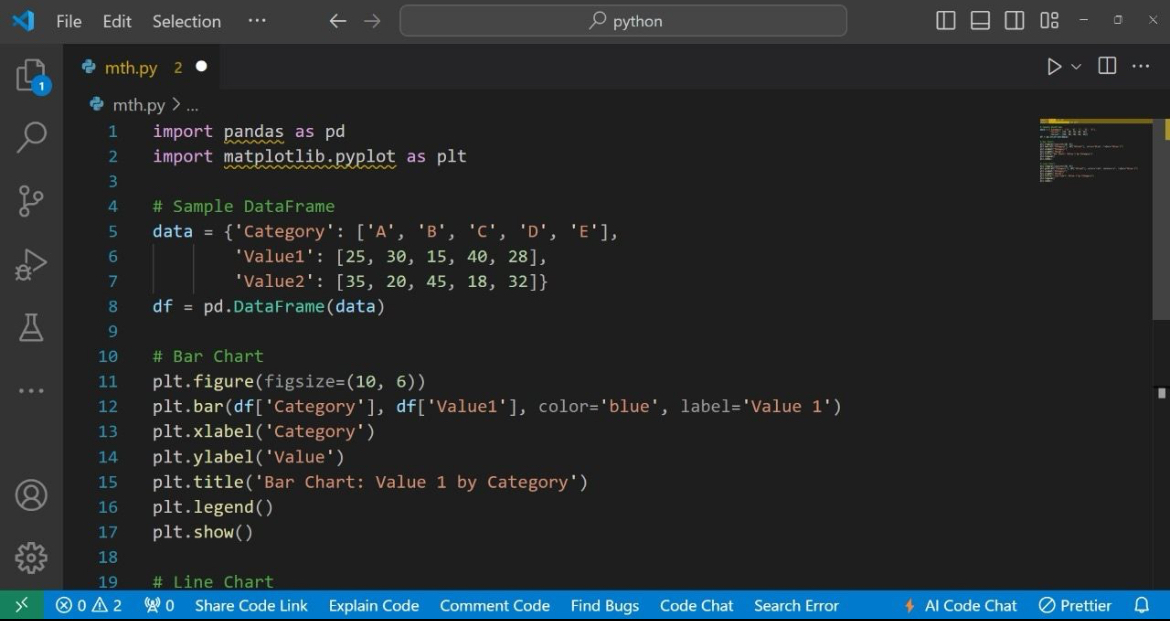 File Edit Selection ··· python
mth.py 2
1
mth.py > ...
1 import pandas as pd
2 import matplotlib.pyplot as plt
3
4 # Sample DataFrame
5 data = {'Category': ['A', 'B', 'C', 'D', 'E'],
6 'Value1': [25, 30, 15, 40, 28],
7 'Value2': [35, 20, 45, 18, 32]}
8 df = pd.DataFrame(data)
9
10 # Bar Chart
11 plt.figure(figsize=(10, 6))
12 plt.bar(df['Category'], df['Value1'], color='blue', label='Value 1')
13 plt.xlabel('Category')
14 plt.ylabel('Value')
15 plt.title('Bar Chart: Value 1 by Category')
16 plt.legend()
17 plt.show()
18
19 # Line Chart
0 2 0 Share Code Link Explain Code Comment Code Find Bugs Code Chat Search Error AI Code Chat Prettier